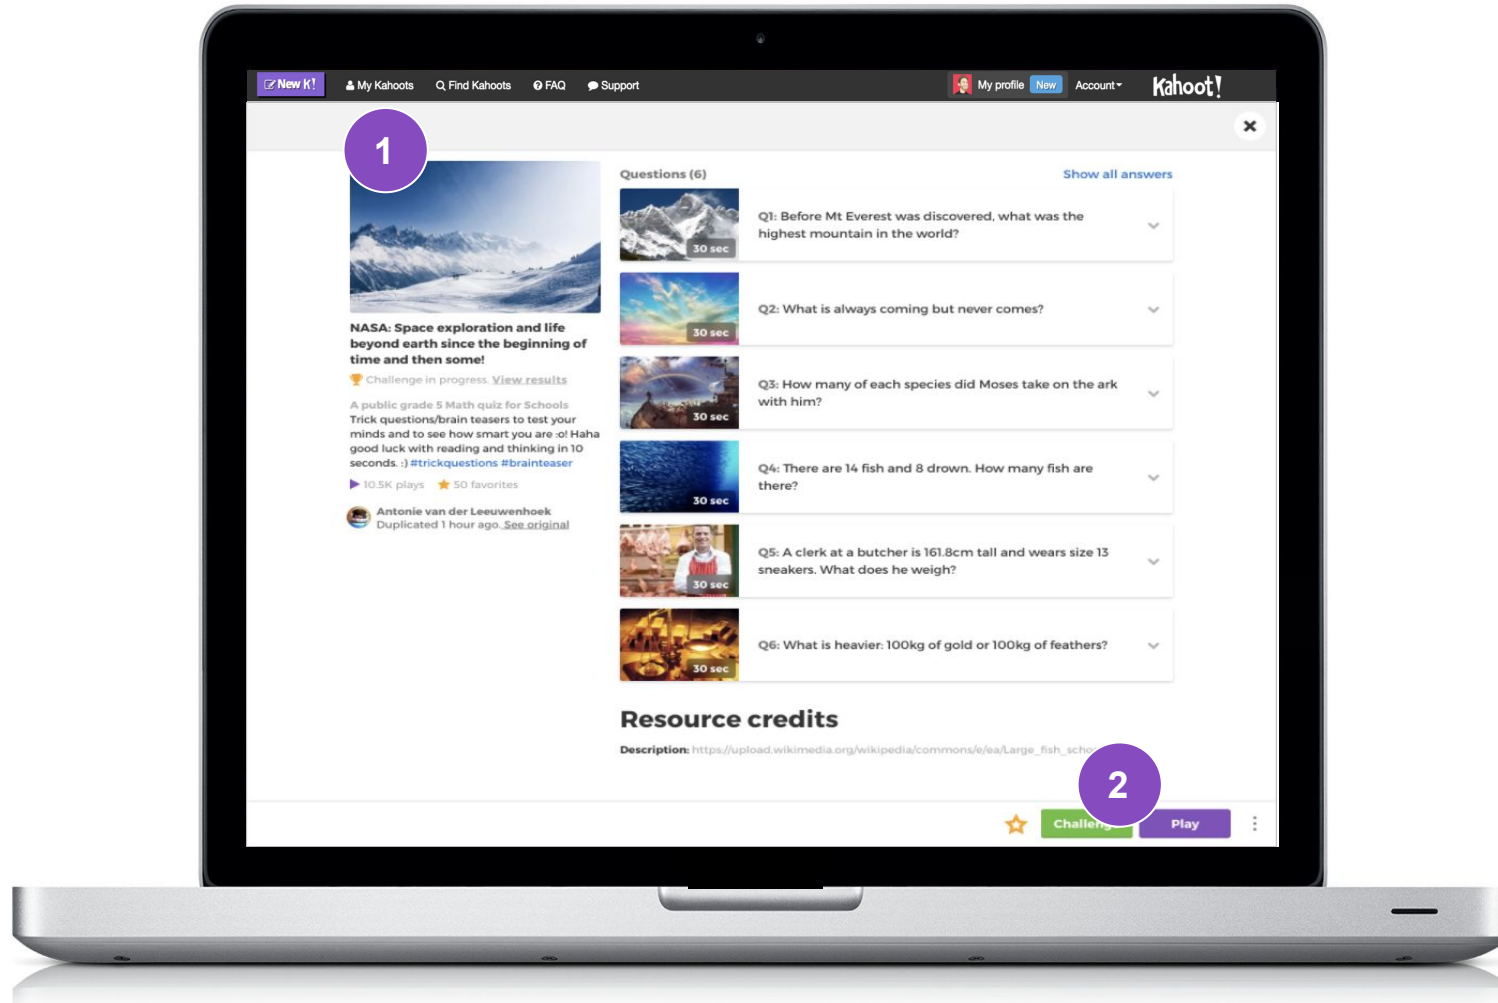 New K!
My Kahoots
Find Kahoots
FAQ
Support
My profile New
Account
Kahoot!
1
NASA: Space exploration and life
beyond earth since the beginning of
time and then some!
Challenge in progress. View results
A public grade 5 Math quiz for Schools
Trick questions/brain teasers to test your
minds and to see how smart you are :o! Haha
good luck with reading and thinking in 10
seconds. :) #trickquestions #brainteaser
10.5K plays
50 favorites
Antonie van der Leeuwenhoek
Duplicated 1 hour ago. See original
Questions (6)
Show all answers
30 sec
Q1: Before Mt Everest was discovered, what was the
highest mountain in the world?
30 sec
Q2: What is always coming but never comes?
30 sec
Q3: How many of each species did Moses take on the ark
with him?
30 sec
Q4: There are 14 fish and 8 drown. How many fish are
there?
30 sec
Q5: A clerk at a butcher is 161.8cm tall and wears size 13
sneakers. What does he weigh?
30 sec
Q6: What is heavier: 100kg of gold or 100kg of feathers?
Resource credits
Description: https://upload.wikimedia.org/wikipedia/commons/e/ea/Large_fish_scho
2
Challeng
Play